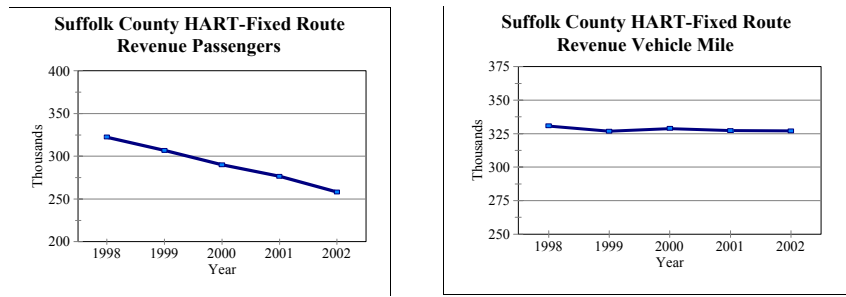 Suffolk County HART-Fixed Route
Revenue Passengers
400
350
300
250
200
Thousands
1998 1999 2000 2001 2002
Year
Suffolk County HART-Fixed Route
Revenue Vehicle Mile
375
350
325
300
275
250
Thousands
1998 1999 2000 2001 2002
Year